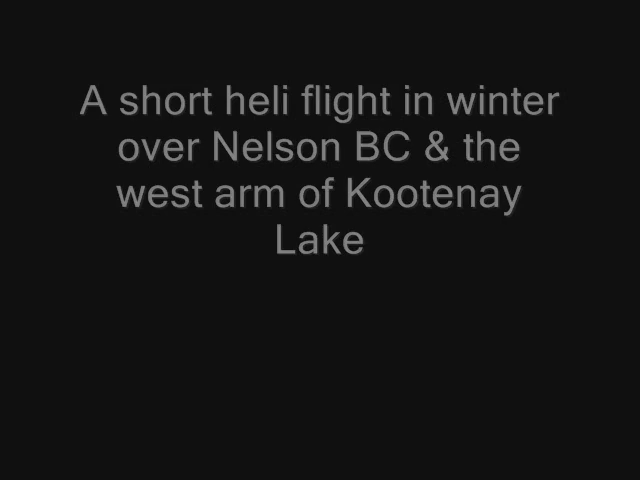 A short heli flight in winter
over Nelson BC & the
west arm of Kootenay
Lake